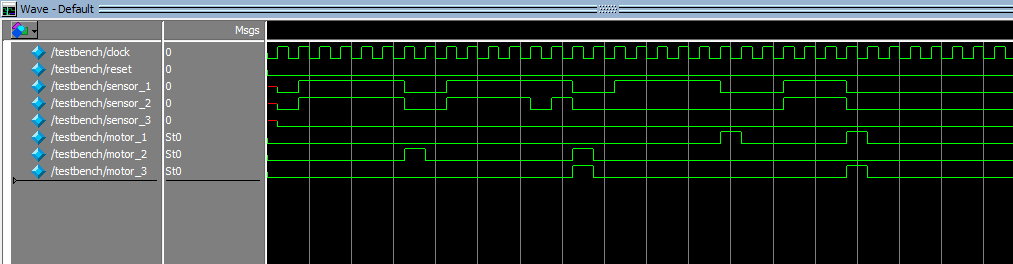 Wave - Default
Msgs
/testbench/clock 0
/testbench/reset 0
/testbench/sensor_1 0
/testbench/sensor_2 0
/testbench/sensor_3 0
/testbench/motor_1 St0
/testbench/motor_2 St0
/testbench/motor_3 St0